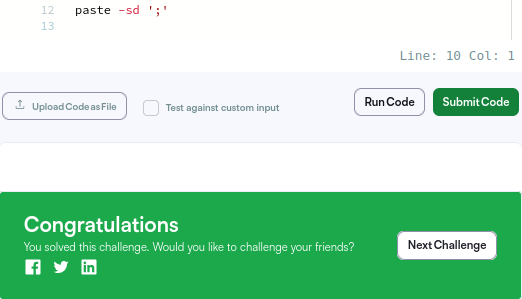 12 paste -sd ';'
13
Line: 10 Col: 1
Upload Code as File
Test against custom input
Run Code
Submit Code
Congratulations
You solved this challenge. Would you like to challenge your friends?
Next Challenge